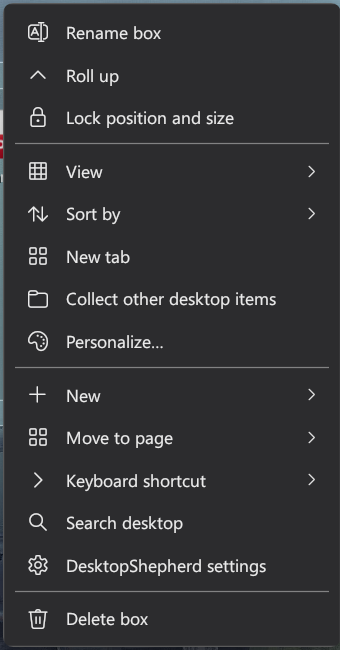 Rename box
Roll up
Lock position and size
View
Sort by
New tab
Collect other desktop items
Personalize...
New
Move to page
Keyboard shortcut
Search desktop
DesktopShepherd settings
Delete box